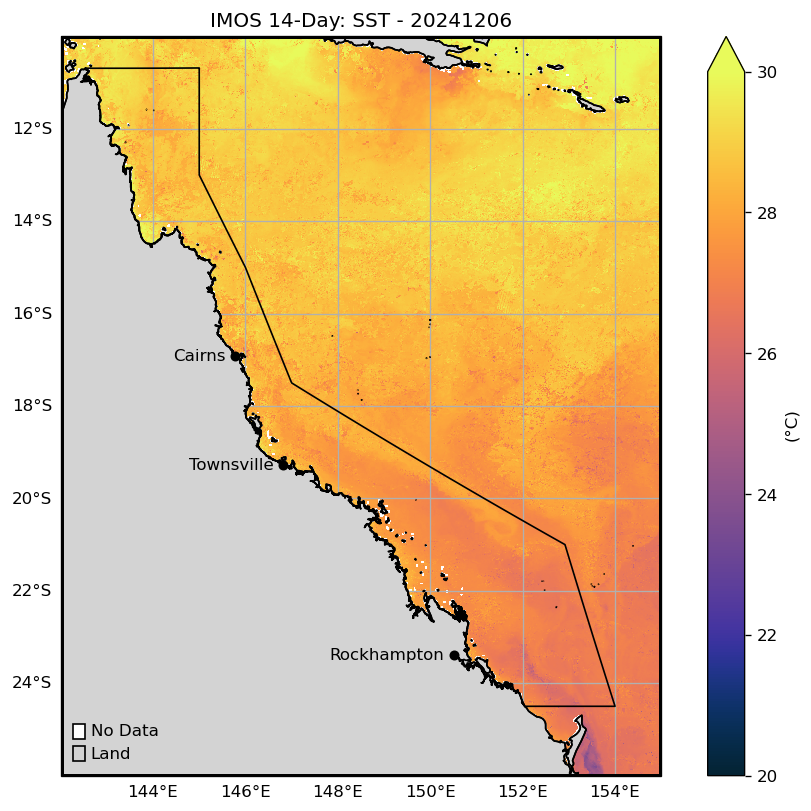 IMOS 14-Day: SST - 20241206
30
12°S
28
14°S
16°S
26
Cairns
18°S
(°C)
Townsville
20°S
24
22°S
22
Rockhampton
24°S
No Data
Land
20
144°E 146°E 148°E 150°E 152°E 154°E